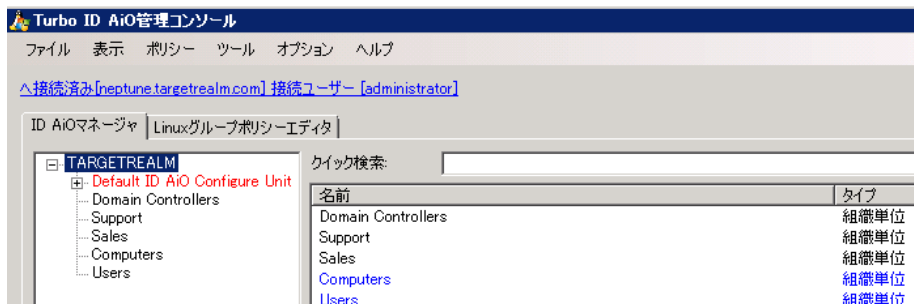 Turbo ID AiO管理コンソール
ファイル 表示 ポリシー ツール オプション ヘルプ
へ接続済み[neptune.targetrealm.com] 接続ユーザー [administrator]
ID AiOマネージャ Linuxグループポリシーエディタ
TARGETREALM
Default ID AiO Configure Unit
Domain Controllers
Support
Sales
Computers
Users
クイック検索:
名前 タイプ
Domain Controllers 組織単位
Support 組織単位
Sales 組織単位
Computers 組織単位
Users 組織単位